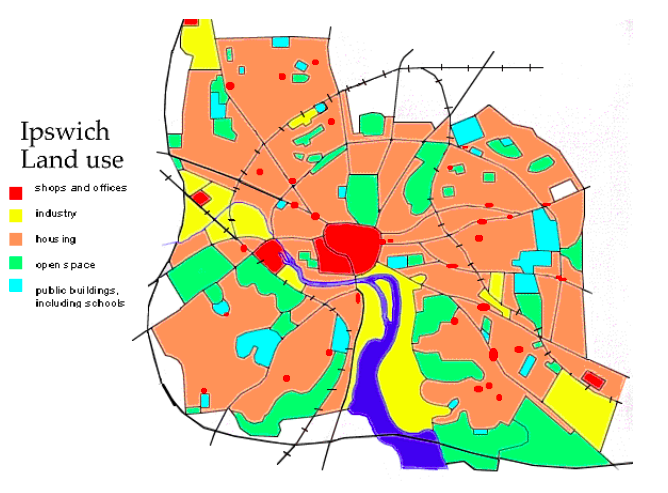 Ipswich
Land use
shops and offices
industry
housing
open space
public buildings,
including schools